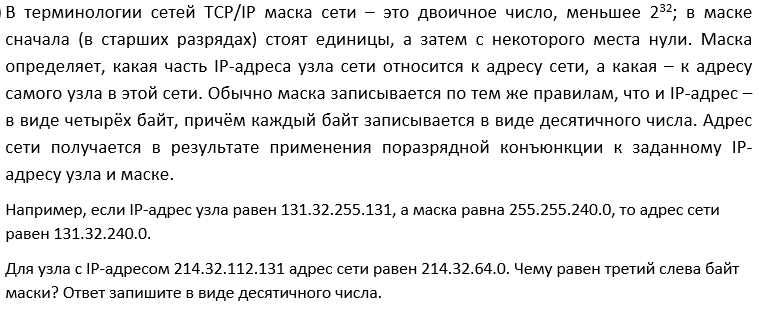 ) В терминологии сетей TCP/IP маска сети – это двоичное число, меньшее 2³²; в маске
сначала (в старших разрядах) стоят единицы, а затем с некоторого места нули. Маска
определяет, какая часть IP-адреса узла сети относится к адресу сети, а какая – к адресу
самого узла в этой сети. Обычно маска записывается по тем же правилам, что и IP-адрес –
в виде четырёх байт, причём каждый байт записывается в виде десятичного числа. Адрес
сети получается в результате применения поразрядной конъюнкции к заданному IP-
адресу узла и маске.
Например, если IP-адрес узла равен 131.32.255.131, а маска равна 255.255.240.0, то адрес сети
равен 131.32.240.0.
Для узла с IP-адресом 214.32.112.131 адрес сети равен 214.32.64.0. Чему равен третий слева байт
маски? Ответ запишите в виде десятичного числа.